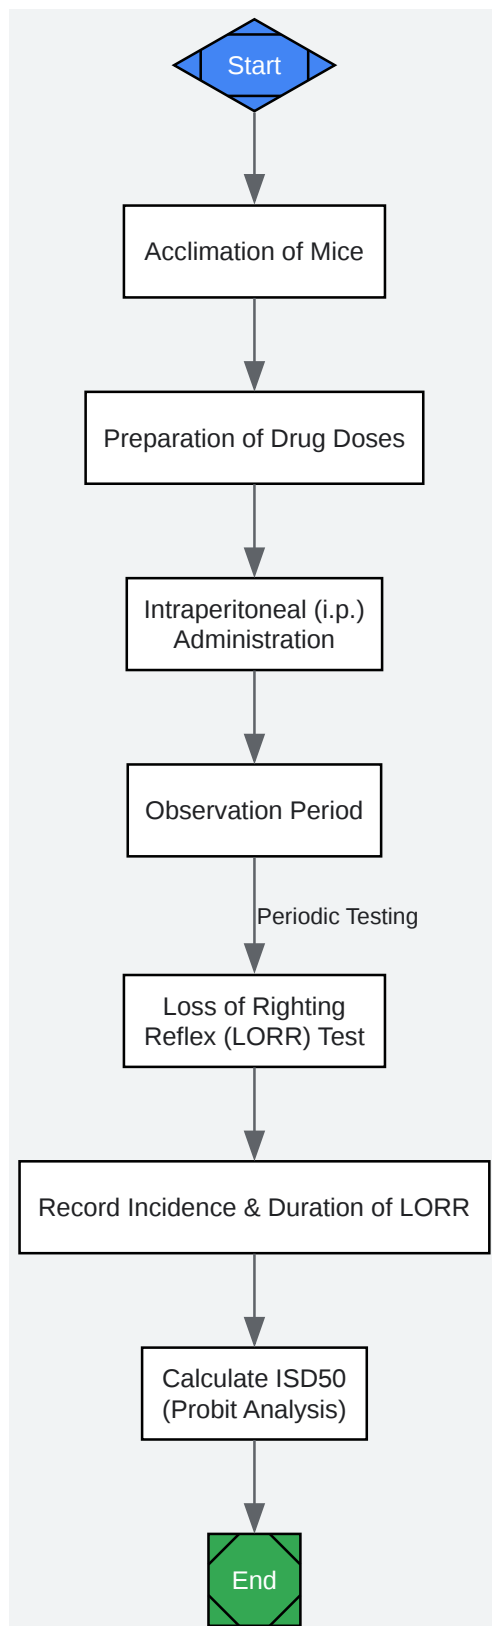 Start
Acclimation of Mice
Preparation of Drug Doses
Intraperitoneal (i.p.)
Administration
Observation Period
Periodic Testing
Loss of Righting
Reflex (LORR) Test
Record Incidence & Duration of LORR
Calculate ISD50
(Probit Analysis)
End